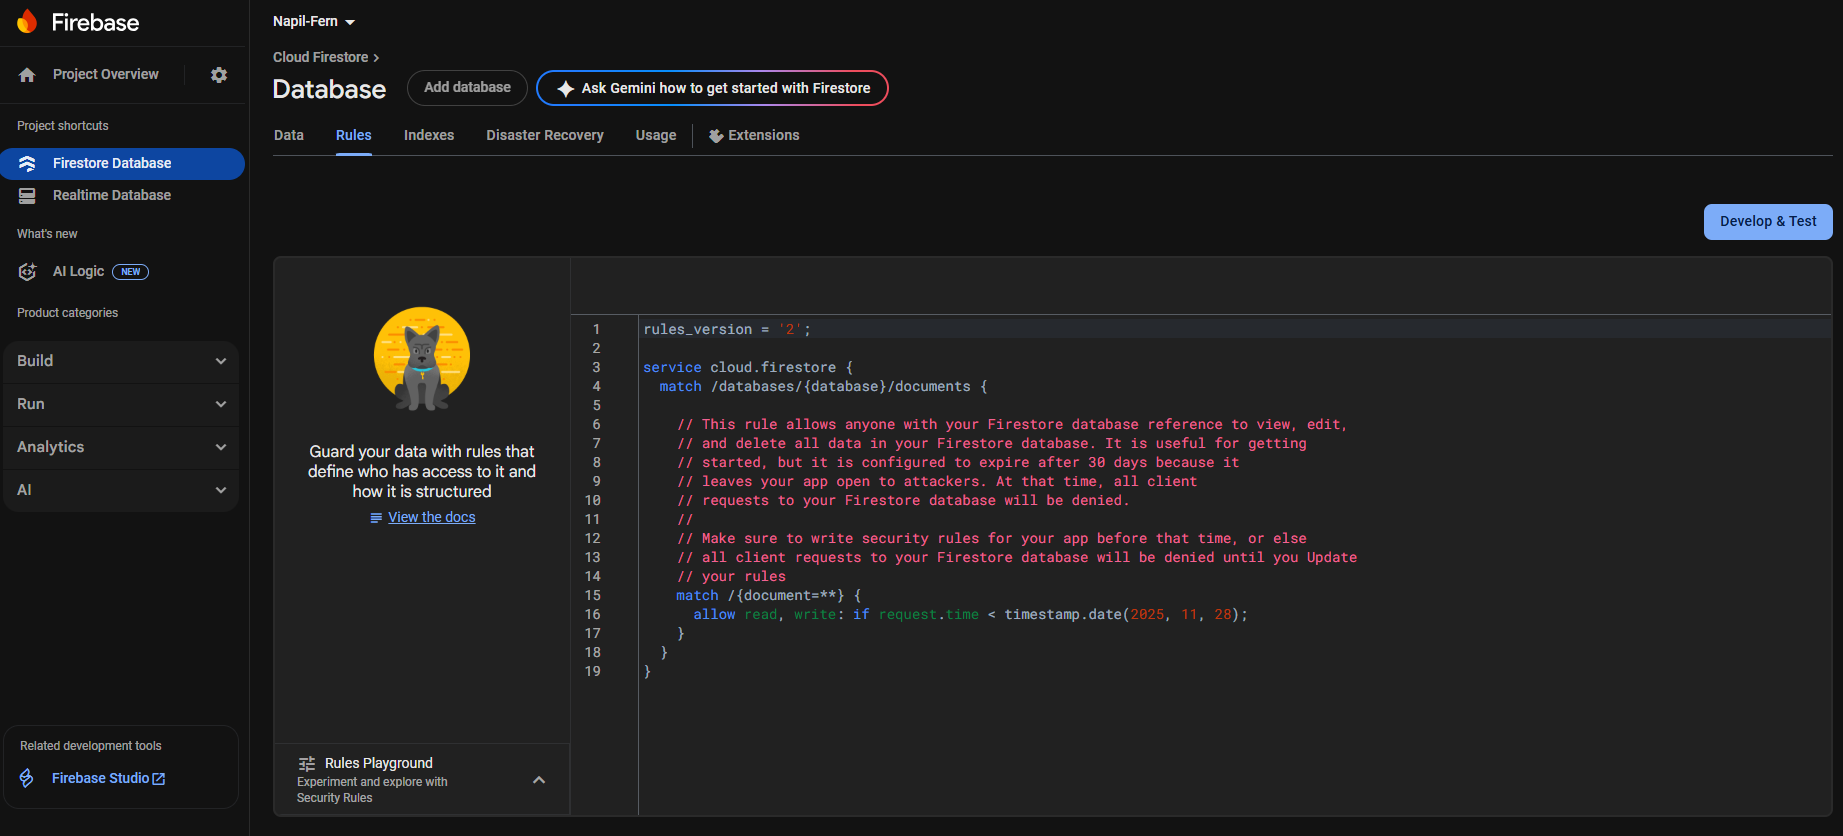 Firebase
Project Overview
Project shortcuts
Firestore Database
Realtime Database
What's new
AI Logic NEW
Product categories
Build
Run
Analytics
AI
Related development tools
Firebase Studio
Napil-Fern
Cloud Firestore
Database
Add database
Ask Gemini how to get started with Firestore
Data Rules Indexes Disaster Recovery Usage Extensions
Develop & Test
Guard your data with rules that
define who has access to it and
how it is structured
View the docs
Rules Playground
Experiment and explore with
Security Rules
1 rules_version = '2';
2
3 service cloud.firestore {
4 match /databases/{database}/documents {
5
6 // This rule allows anyone with your Firestore database reference to view, edit,
7 // and delete all data in your Firestore database. It is useful for getting
8 // started, but it is configured to expire after 30 days because it
9 // leaves your app open to attackers. At that time, all client
10 // requests to your Firestore database will be denied.
11 //
12 // Make sure to write security rules for your app before that time, or else
13 // all client requests to your Firestore database will be denied until you Update
14 // your rules
15 match /{document=**} {
16 allow read, write: if request.time < timestamp.date(2025, 11, 28);
17 }
18 }
19 }